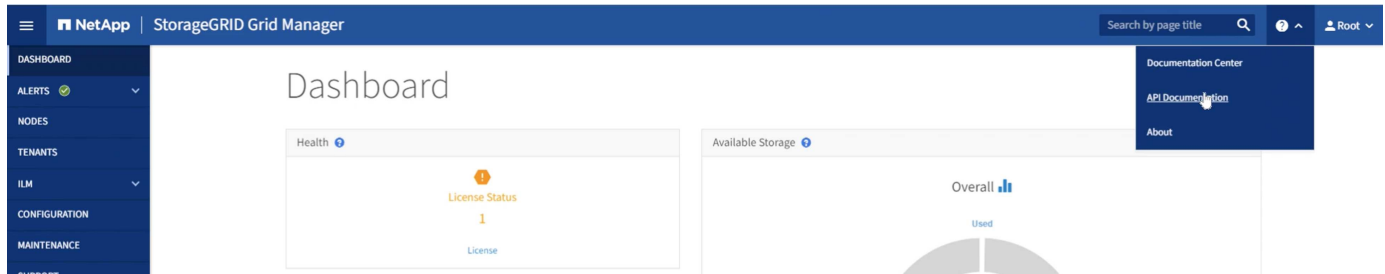 NetApp | StorageGRID Grid Manager
Search by page title
Root
DASHBOARD
ALERTS
NODES
TENANTS
ILM
CONFIGURATION
MAINTENANCE
SUPPORT
Dashboard
Health
License Status
1
License
Available Storage
Overall
Used
Documentation Center
API Documentation
About